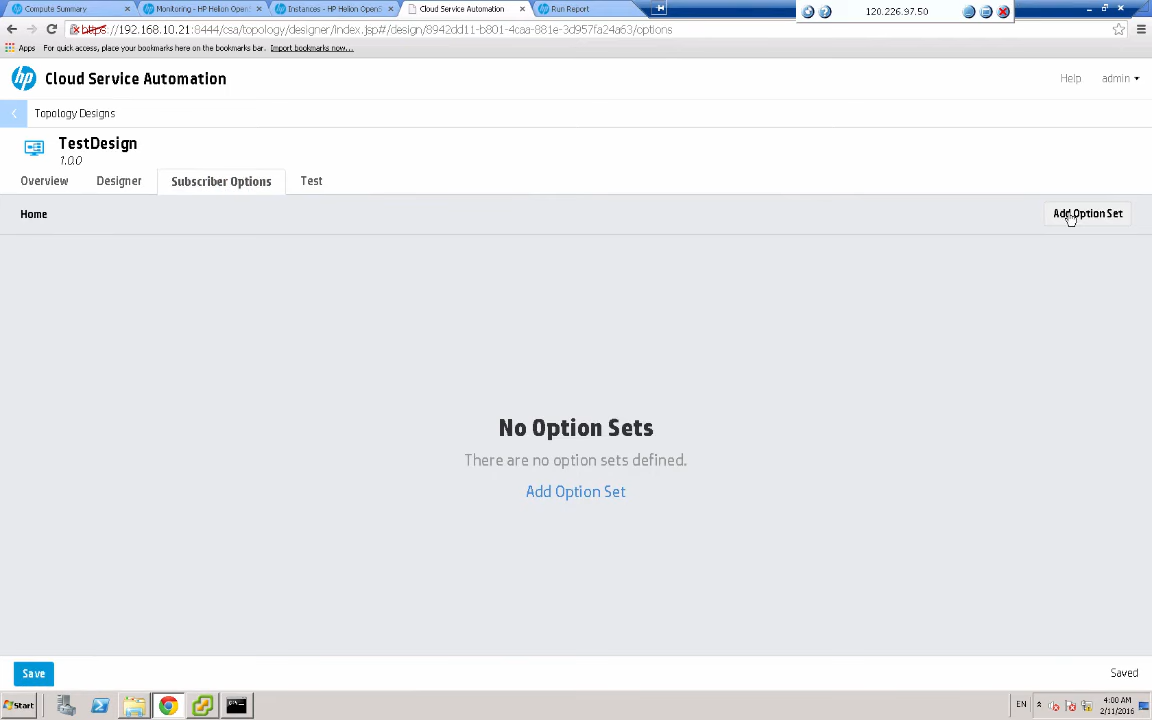 Compute Summary
Monitoring - HP Helion Open
Instances - HP Helion Open
Cloud Service Automation
Run Report
120.226.97.50
https://192.168.10.21:8444/csa/topology/designer/index.jsp#/design/8942dd11-b801-4caa-881e-3d957fa24a63/options
Apps For quick access, place your bookmarks here on the bookmarks bar. Import bookmarks now...
hp Cloud Service Automation
Help admin
Topology Designs
TestDesign
1.0.0
Overview Designer Subscriber Options Test
Home
Add Option Set
No Option Sets
There are no option sets defined.
Add Option Set
Save
Saved
Start
EN
4:00 AM
2/11/2016